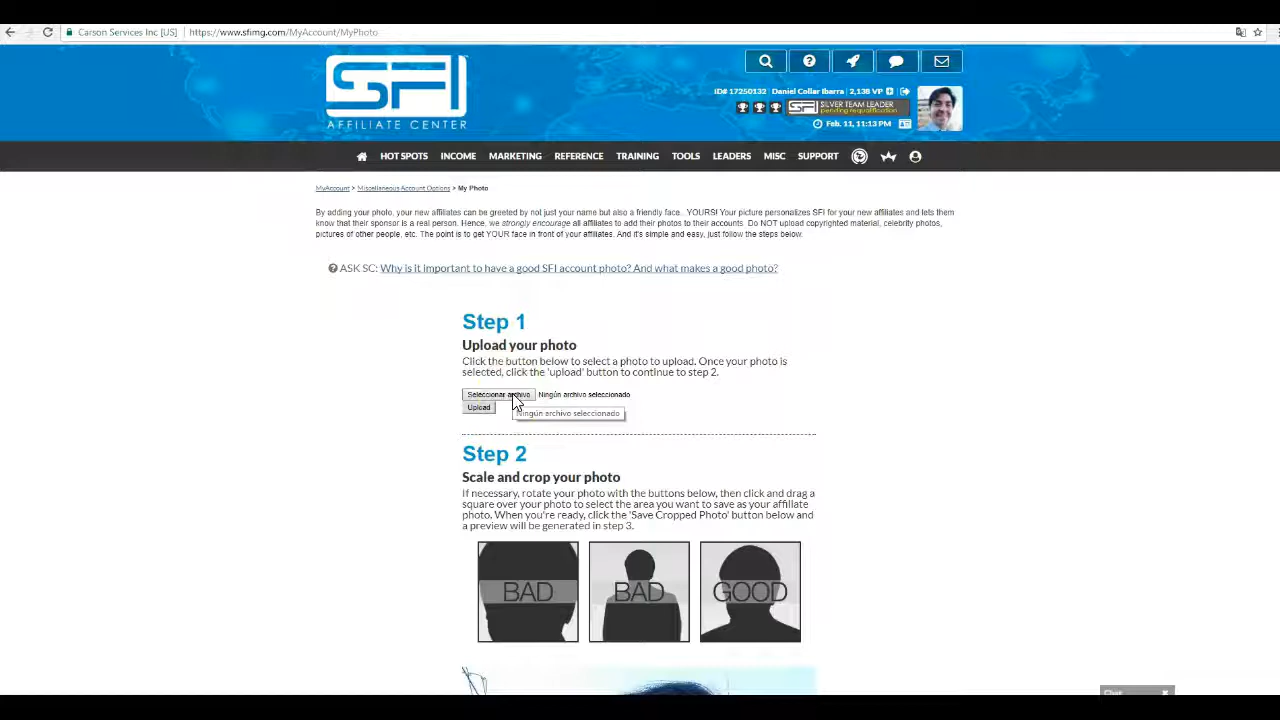 Carson Services Inc [US] https://www.sfimg.com/MyAccount/MyPhoto
SFI
AFFILIATE CENTER
ID# 17250132 Daniel Collar Ibarra 2,138 VP
SFI SILVER TEAM LEADER
pending requalification
Feb. 11, 11:13 PM
HOT SPOTS INCOME MARKETING REFERENCE TRAINING TOOLS LEADERS MISC SUPPORT
MyAccount > Miscellaneous Account Options > My Photo
By adding your photo, your new affiliates can be greeted by not just your name but also a friendly face... YOURS! Your picture personalizes SFI for your new affiliates and lets them
know that their sponsor is a real person. Hence, we strongly encourage all affiliates to add their photos to their accounts. Do NOT upload copyrighted material, celebrity photos,
pictures of other people, etc. The point is to get YOUR face in front of your affiliates. And it's simple and easy, just follow the steps below.
ASK SC: Why is it important to have a good SFI account photo? And what makes a good photo?
Step 1
Upload your photo
Click the button below to select a photo to upload. Once your photo is
selected, click the 'upload' button to continue to step 2.
Seleccionar archivo Ningún archivo seleccionado
Upload
Ningún archivo seleccionado
Step 2
Scale and crop your photo
If necessary, rotate your photo with the buttons below, then click and drag a
square over your photo to select the area you want to save as your affiliate
photo. When you're ready, click the 'Save Cropped Photo' button below and
a preview will be generated in step 3.
BAD BAD GOOD
Chat